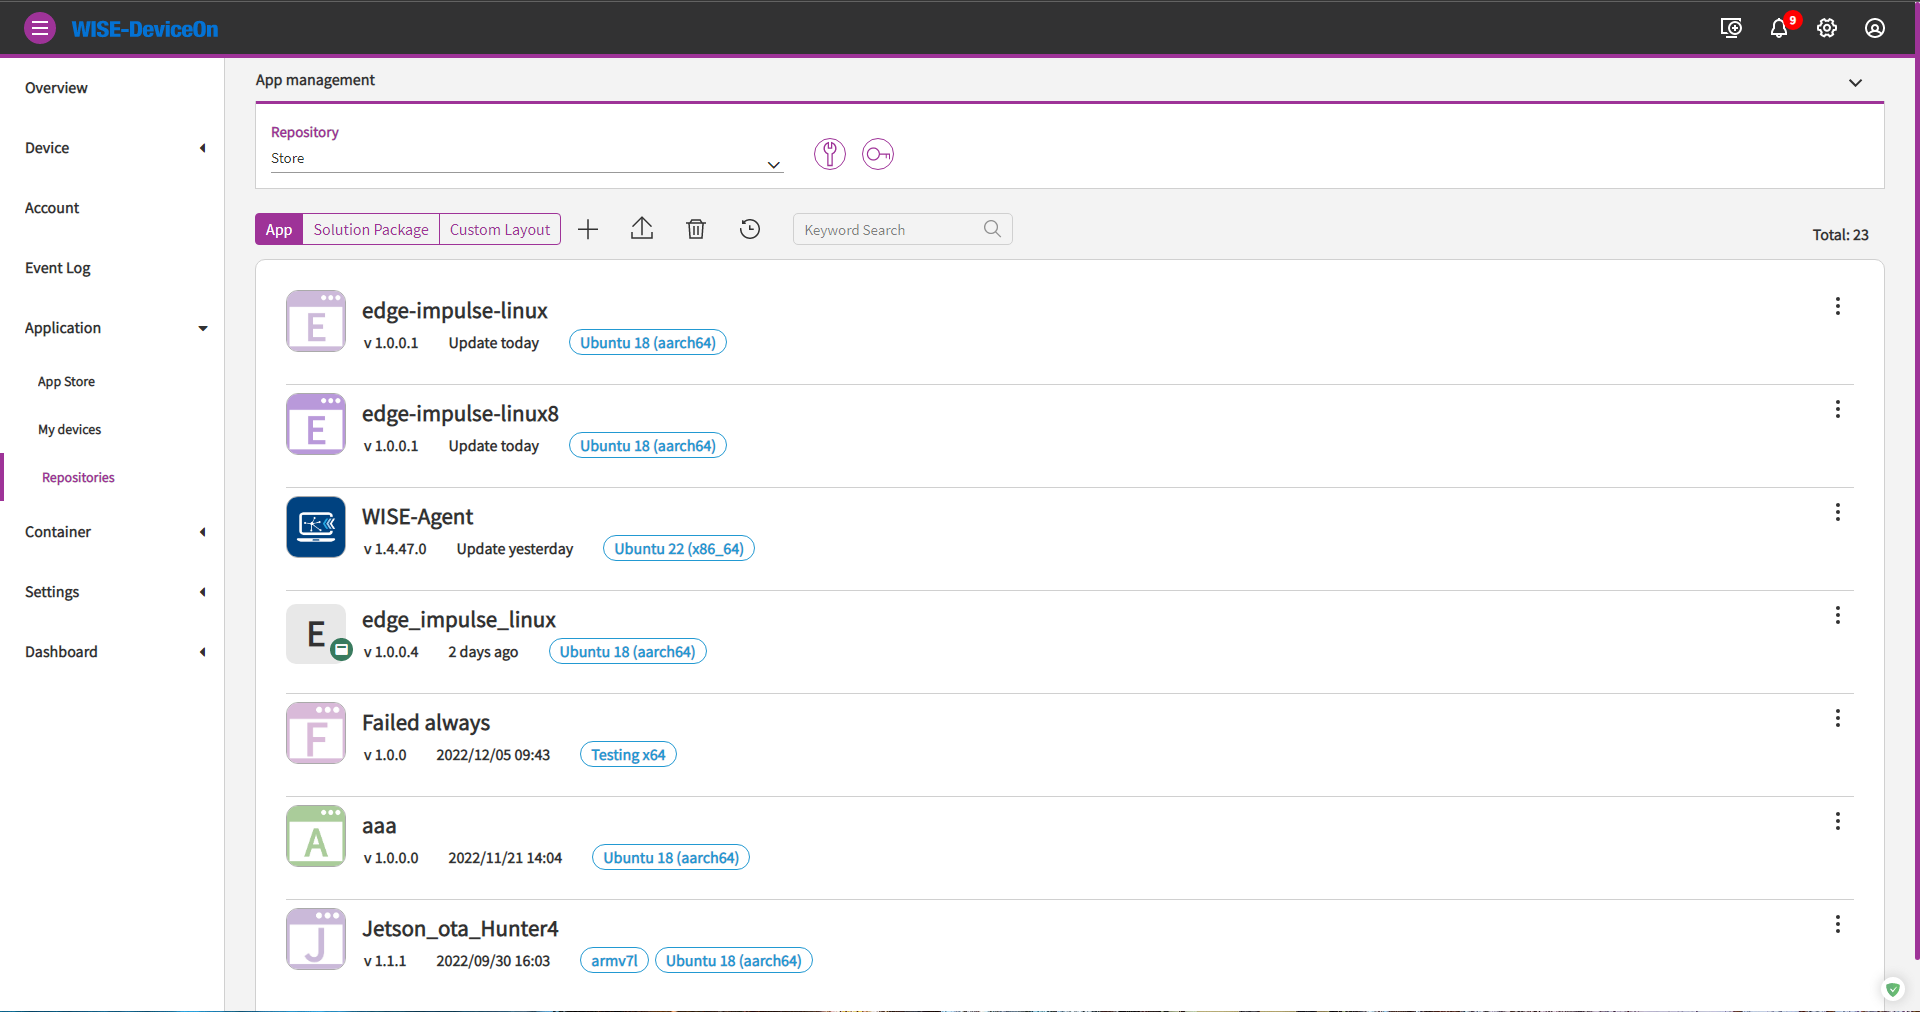 WISE-DeviceOn
9
Overview
Device
Account
Event Log
Application
App Store
My devices
Repositories
Container
Settings
Dashboard
App management
Repository
Store
App Solution Package Custom Layout Keyword Search
Total: 23
E edge-impulse-linux
v 1.0.0.1 Update today Ubuntu 18 (aarch64)
E edge-impulse-linux8
v 1.0.0.1 Update today Ubuntu 18 (aarch64)
WISE-Agent
v 1.4.47.0 Update yesterday Ubuntu 22 (x86_64)
E edge_impulse_linux
v 1.0.0.4 2 days ago Ubuntu 18 (aarch64)
F Failed always
v 1.0.0 2022/12/05 09:43 Testing x64
A aaa
v 1.0.0.0 2022/11/21 14:04 Ubuntu 18 (aarch64)
J Jetson_ota_Hunter4
v 1.1.1 2022/09/30 16:03 armv7l Ubuntu 18 (aarch64)